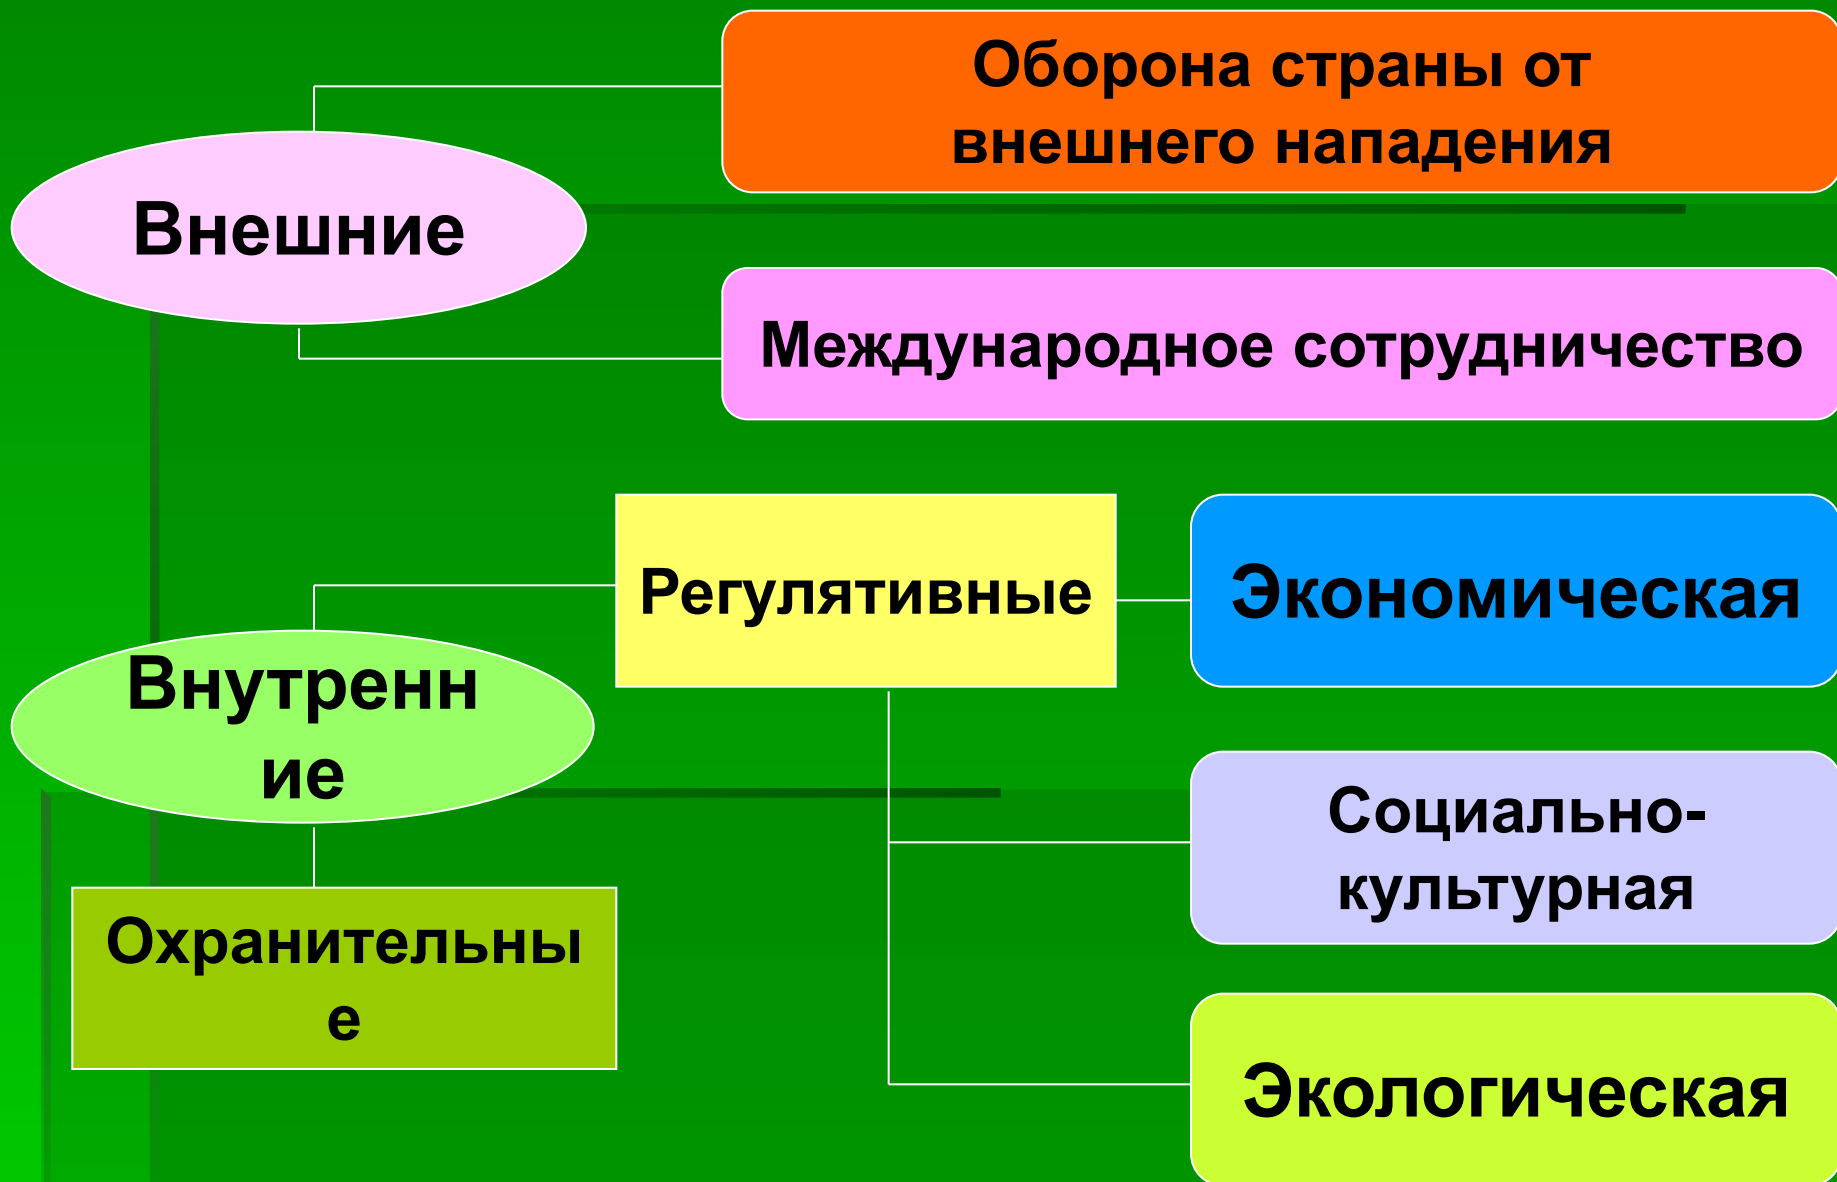 Оборона страны от
внешнего нападения
Внешние
Международное сотрудничество
Регулятивные
Экономическая
Внутренн
ие
Социально-
культурная
Охранительны
е
Экологическая